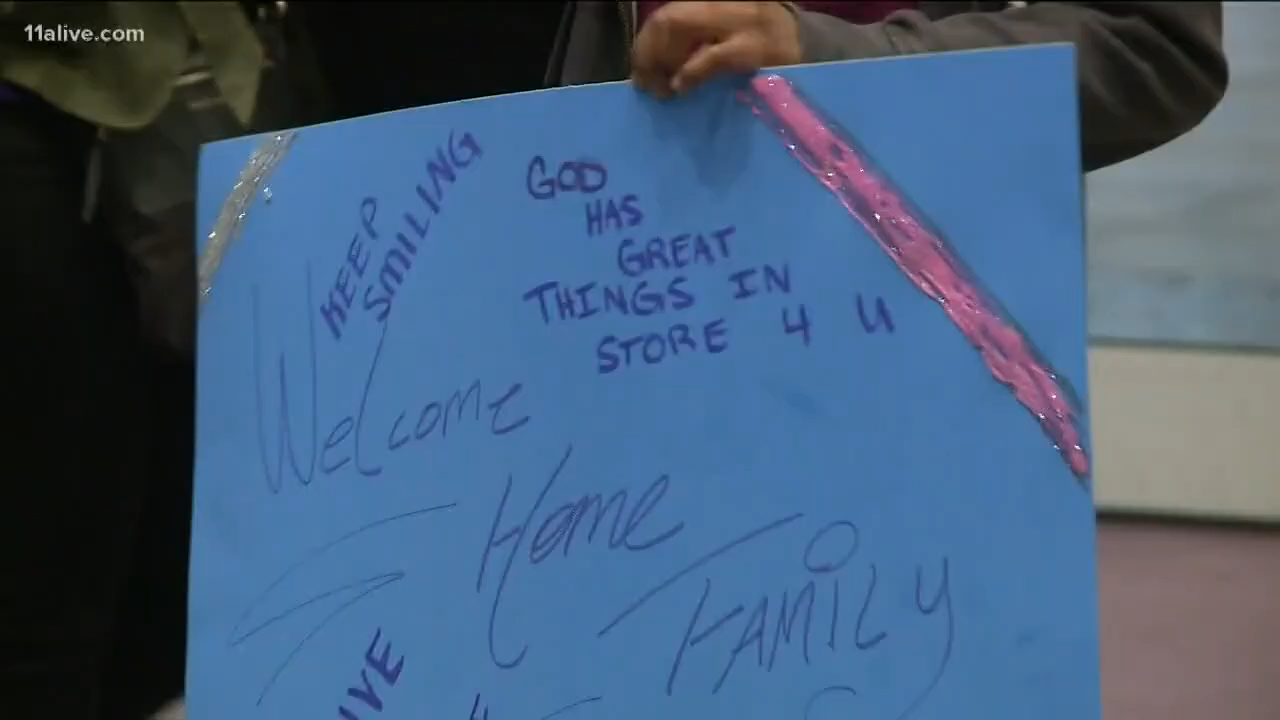 11alive.com
KEEP
SMILING
GOD
HAS
GREAT
THINGS IN
STORE 4 U
Welcome
Home
FAMILY